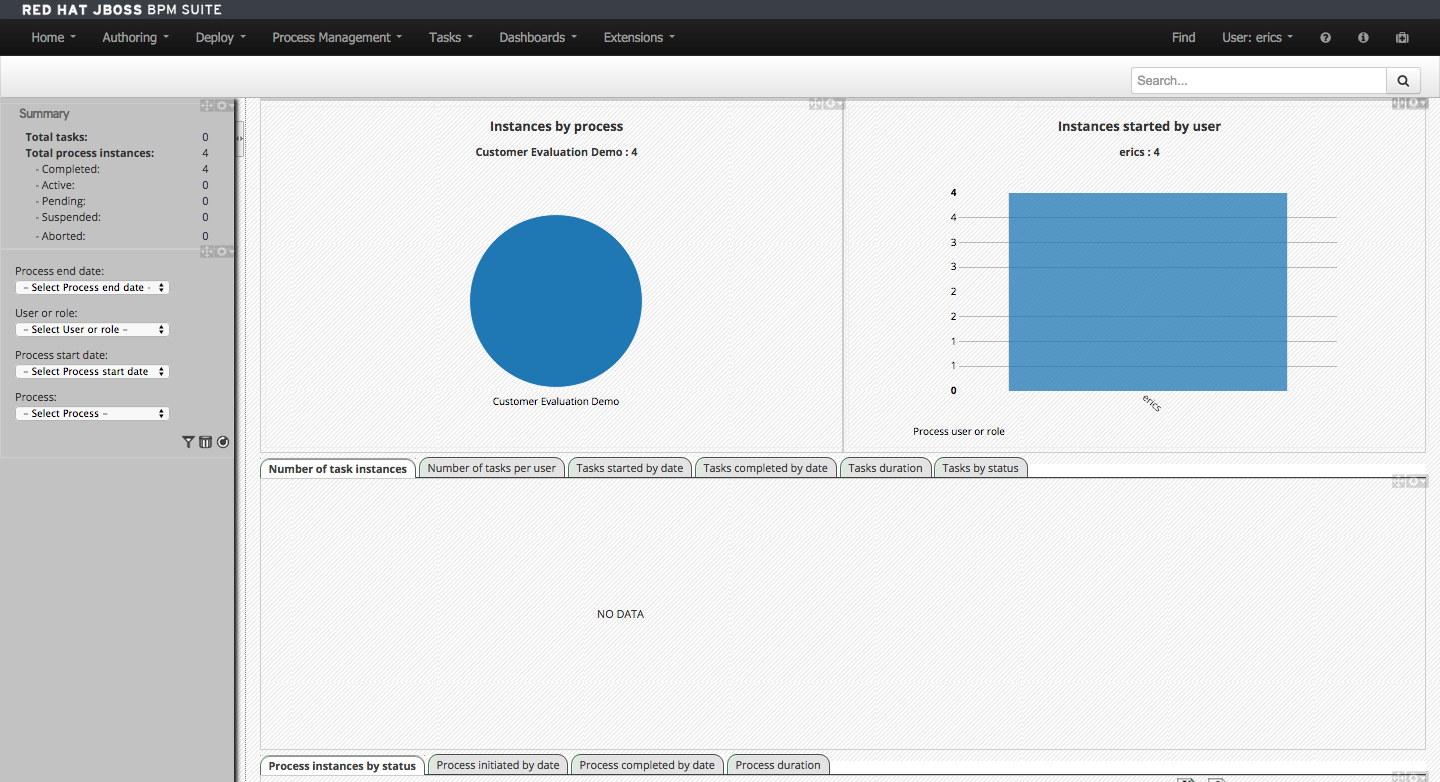 RED HAT JBOSS BPM SUITE
Home Authoring Deploy Process Management Tasks Dashboards Extensions Find User: erics
Search...
Summary
Total tasks: 0
Total process instances: 4
- Completed: 4
- Active: 0
- Pending: 0
- Suspended: 0
- Aborted: 0
Process end date:
- Select Process end date -
User or role:
- Select User or role -
Process start date:
- Select Process start date
Process:
- Select Process -
Instances by process
Customer Evaluation Demo : 4
Customer Evaluation Demo
Instances started by user
erics : 4
4
4
3
3
2
2
1
1
0
erics
Process user or role
Number of task instances Number of tasks per user Tasks started by date Tasks completed by date Tasks duration Tasks by status
NO DATA
Process instances by status Process initiated by date Process completed by date Process duration